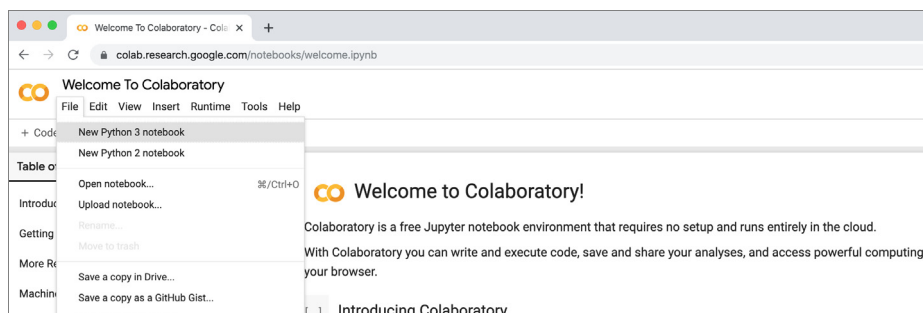 Welcome To Colaboratory - Cola
colab.research.google.com/notebooks/welcome.ipynb
Welcome To Colaboratory
File Edit View Insert Runtime Tools Help
+ Code
New Python 3 notebook
New Python 2 notebook
Table of
Open notebook... ⌘/Ctrl+O
Introduc
Upload notebook...
Welcome to Colaboratory!
Rename...
Getting
Colaboratory is a free Jupyter notebook environment that requires no setup and runs entirely in the cloud.
Move to trash
With Colaboratory you can write and execute code, save and share your analyses, and access powerful computing
More Re
your browser.
Save a copy in Drive...
Machin
Save a copy as a GitHub Gist...
[ ] Introducing Colaboratory